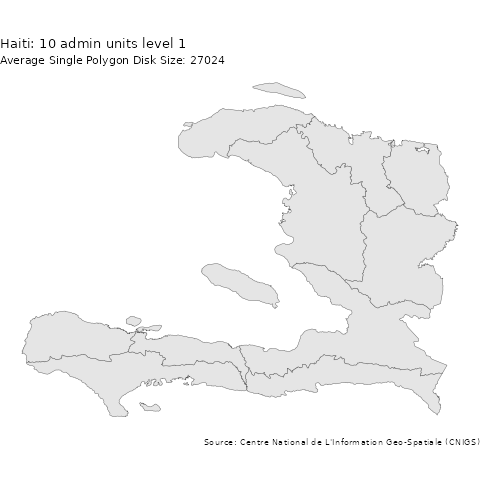 Haiti: 10 admin units level 1
Average Single Polygon Disk Size: 27024
Source: Centre National de L'Information Geo-Spatiale (CNIGS)